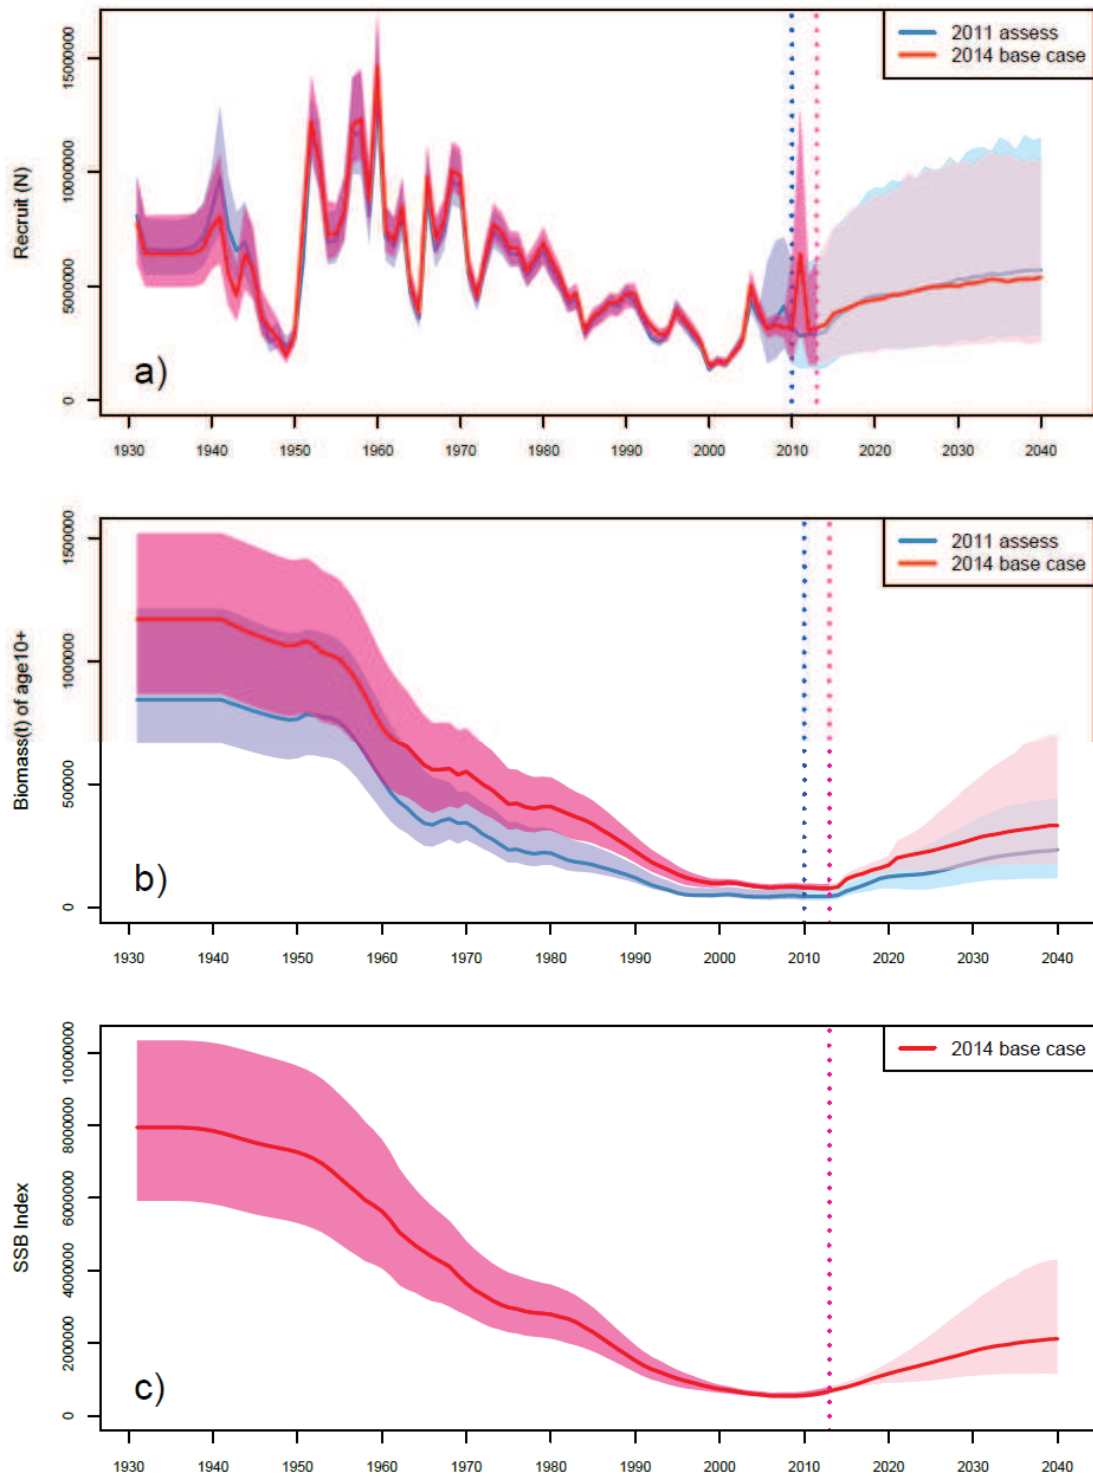 2011 assess
2014 base case
Recruit (N)
15000000
10000000
5000000
0
a)
1930 1940 1950 1960 1970 1980 1990 2000 2010 2020 2030 2040
2011 assess
2014 base case
Biomass(t) of age10+
1500000
1000000
500000
0
b)
1930 1940 1950 1960 1970 1980 1990 2000 2010 2020 2030 2040
2014 base case
SSB Index
10000000
8000000
6000000
4000000
2000000
0
c)
1930 1940 1950 1960 1970 1980 1990 2000 2010 2020 2030 2040